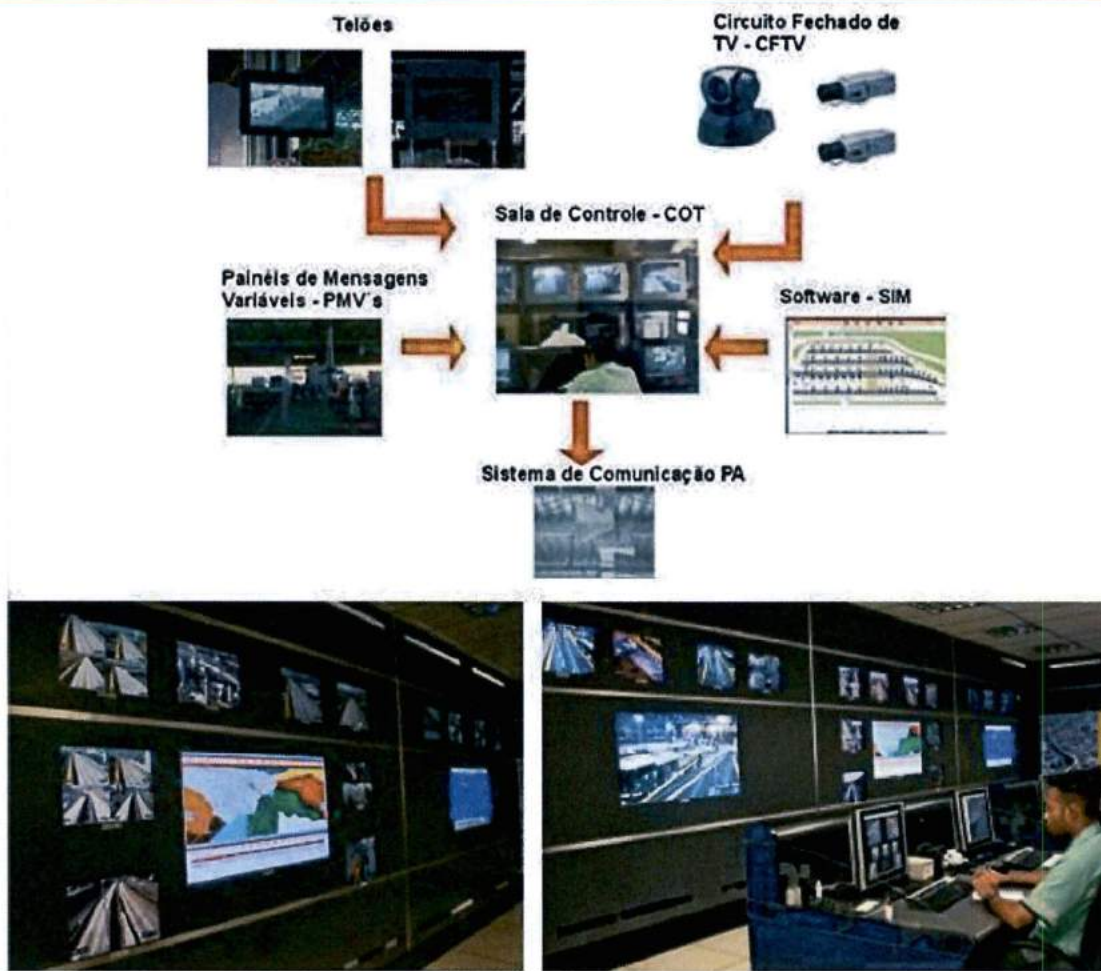 Telões
Circuito Fechado de
TV - CFTV
Sala de Controle - COT
Painéis de Mensagens
Variáveis - PMV´s
Software - SIM
Sistema de Comunicação PA